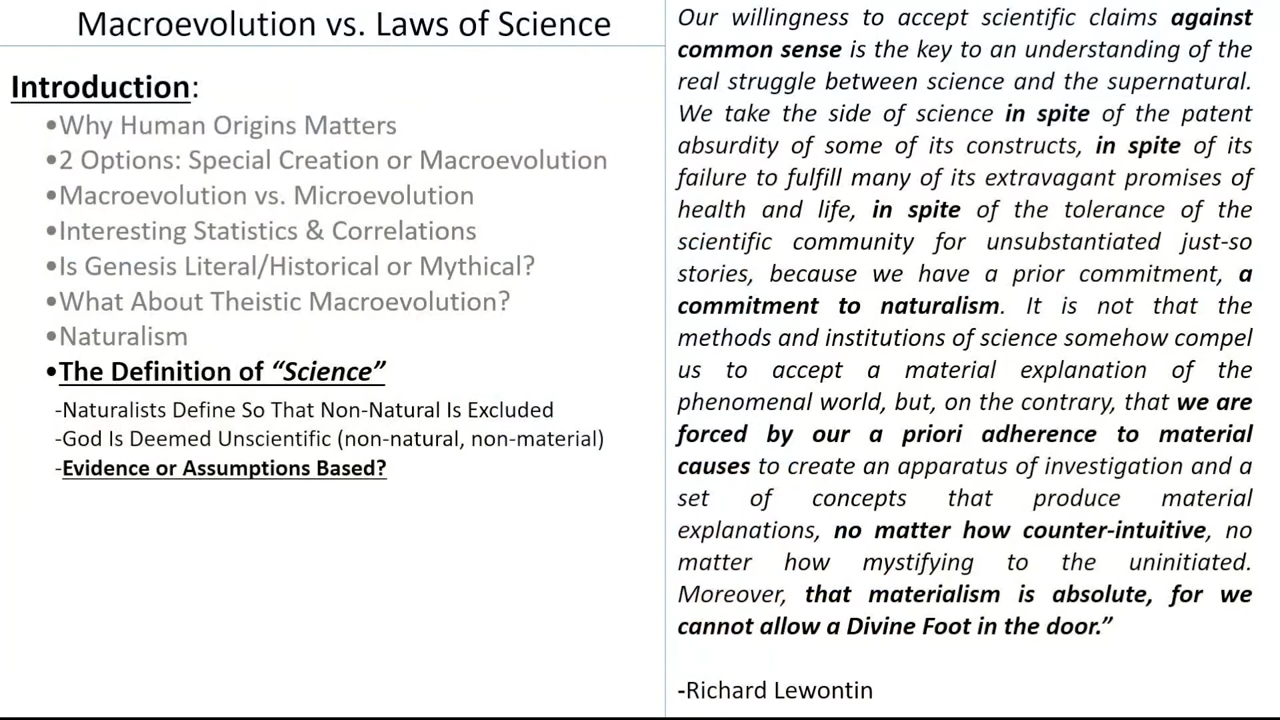 Macroevolution vs. Laws of Science
Introduction:
•Why Human Origins Matters
•2 Options: Special Creation or Macroevolution
•Macroevolution vs. Microevolution
•Interesting Statistics & Correlations
•Is Genesis Literal/Historical or Mythical?
•What About Theistic Macroevolution?
•Naturalism
•The Definition of “Science”
-Naturalists Define So That Non-Natural Is Excluded
-God Is Deemed Unscientific (non-natural, non-material)
-Evidence or Assumptions Based?
Our willingness to accept scientific claims against
common sense is the key to an understanding of the
real struggle between science and the supernatural.
We take the side of science in spite of the patent
absurdity of some of its constructs, in spite of its
failure to fulfill many of its extravagant promises of
health and life, in spite of the tolerance of the
scientific community for unsubstantiated just-so
stories, because we have a prior commitment, a
commitment to naturalism. It is not that the
methods and institutions of science somehow compel
us to accept a material explanation of the
phenomenal world, but, on the contrary, that we are
forced by our a priori adherence to material
causes to create an apparatus of investigation and a
set of concepts that produce material
explanations, no matter how counter-intuitive, no
matter how mystifying to the uninitiated.
Moreover, that materialism is absolute, for we
cannot allow a Divine Foot in the door.”
-Richard Lewontin